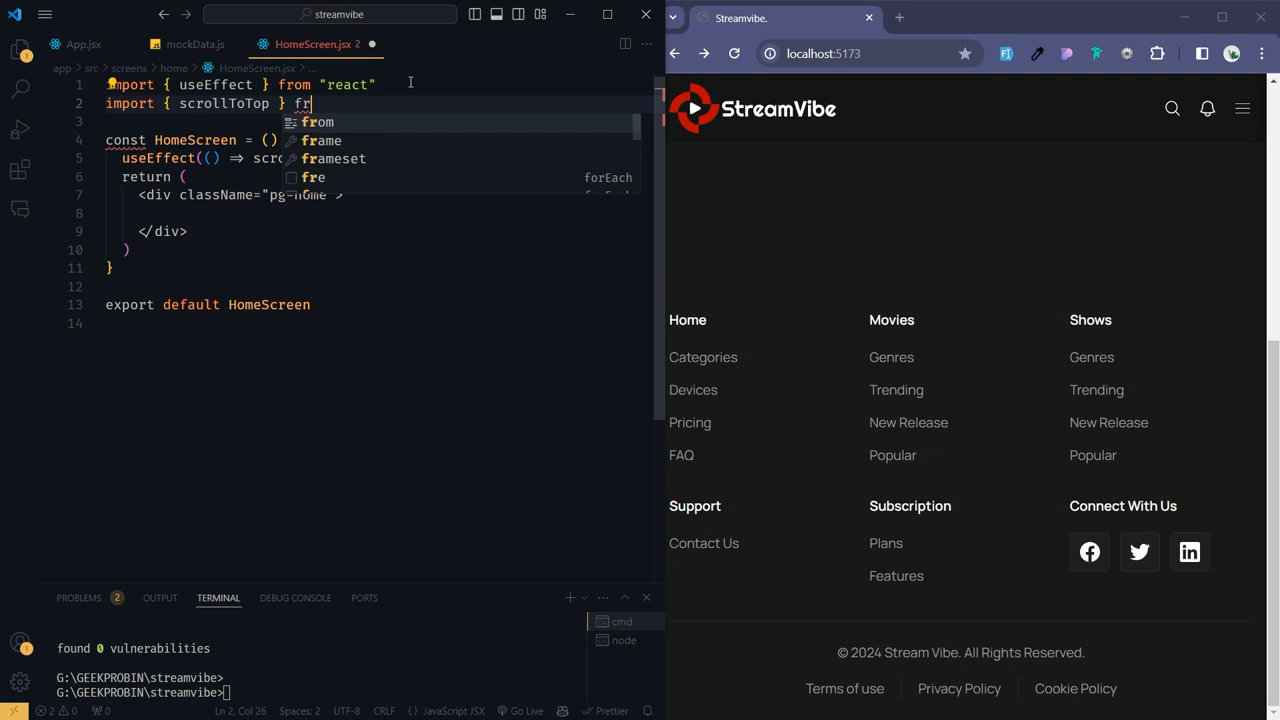 streamvibe
App.jsx
mockData.js
HomeScreen.jsx 2
app > src > screens > home > HomeScreen.jsx > ...
1 import { useEffect } from "react"
2 import { scrollToTop } fr
from
frame
frameset
fre forEach
3
4 const HomeScreen = ()
5 useEffect(() => scro
6 return (
7 <div className="pg-home">
8
9 </div>
10 )
11 }
12
13 export default HomeScreen
14
PROBLEMS 2
OUTPUT
TERMINAL
DEBUG CONSOLE
PORTS
cmd
node
found 0 vulnerabilities
G:\GEEKPROBIN\streamvibe>
G:\GEEKPROBIN\streamvibe>
2 0 0
Ln 2, Col 26
Spaces: 2
UTF-8
CRLF
{ } JavaScript JSX
Go Live
Prettier
Streamvibe.
localhost:5173
StreamVibe
Home Movies Shows
Categories Genres Genres
Devices Trending Trending
Pricing New Release New Release
FAQ Popular Popular
Support Subscription Connect With Us
Contact Us Plans
Features
© 2024 Stream Vibe. All Rights Reserved.
Terms of use Privacy Policy Cookie Policy